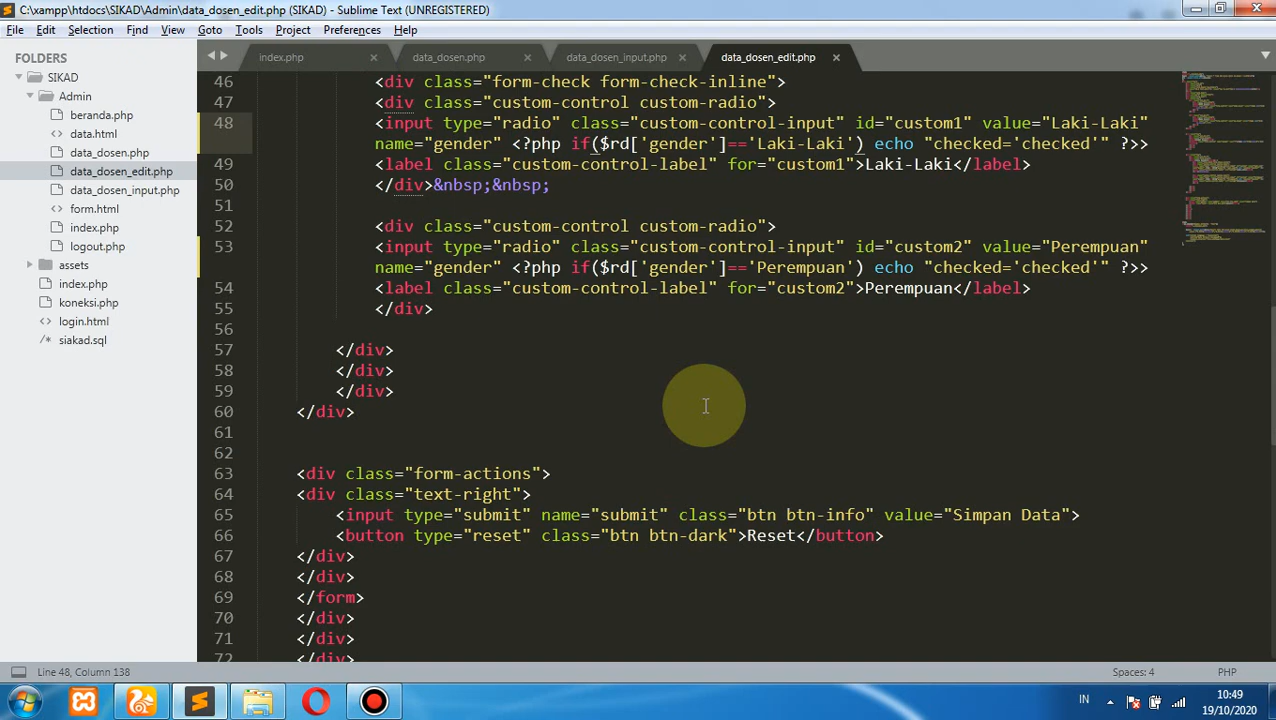 C:\xampp\htdocs\SIKAD\Admin\data_dosen_edit.php (SIKAD) - Sublime Text (UNREGISTERED)
File Edit Selection Find View Goto Tools Project Preferences Help
FOLDERS
SIKAD
Admin
beranda.php
data.html
data_dosen.php
data_dosen_edit.php
data_dosen_input.php
form.html
index.php
logout.php
assets
index.php
koneksi.php
login.html
siakad.sql
index.php data_dosen.php data_dosen_input.php data_dosen_edit.php
46 <div class="form-check form-check-inline">
47 <div class="custom-control custom-radio">
48 <input type="radio" class="custom-control-input" id="custom1" value="Laki-Laki"
name="gender" <?php if($rd['gender']=='Laki-Laki') echo "checked='checked'" ?>>
49 <label class="custom-control-label" for="custom1">Laki-Laki</label>
50 </div>&nbsp;&nbsp;
51
52 <div class="custom-control custom-radio">
53 <input type="radio" class="custom-control-input" id="custom2" value="Perempuan"
name="gender" <?php if($rd['gender']=='Perempuan') echo "checked='checked'" ?>>
54 <label class="custom-control-label" for="custom2">Perempuan</label>
55 </div>
56
57 </div>
58 </div>
59 </div>
60 </div>
61
62
63 <div class="form-actions">
64 <div class="text-right">
65 <input type="submit" name="submit" class="btn btn-info" value="Simpan Data">
66 <button type="reset" class="btn btn-dark">Reset</button>
67 </div>
68 </div>
69 </form>
70 </div>
71 </div>
72 </div>
Line 48, Column 138 Spaces: 4 PHP
IN 10:49
19/10/2020